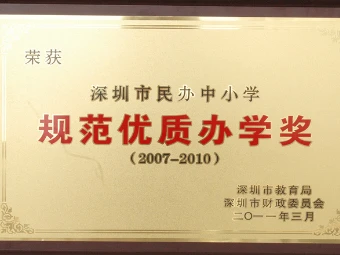 荣获
深圳市民办中小学
规范优质办学奖
(2007-2010)
深圳市教育局
深圳市财政委员会
二〇一一年三月